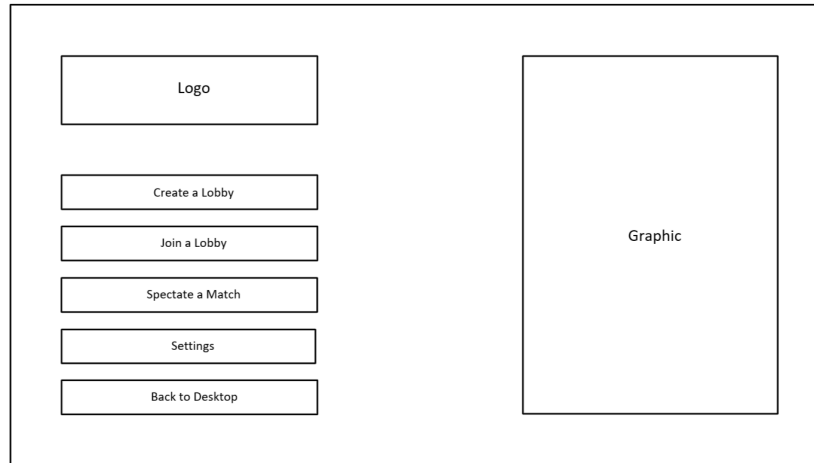 Logo
Create a Lobby
Join a Lobby
Spectate a Match
Settings
Back to Desktop
Graphic